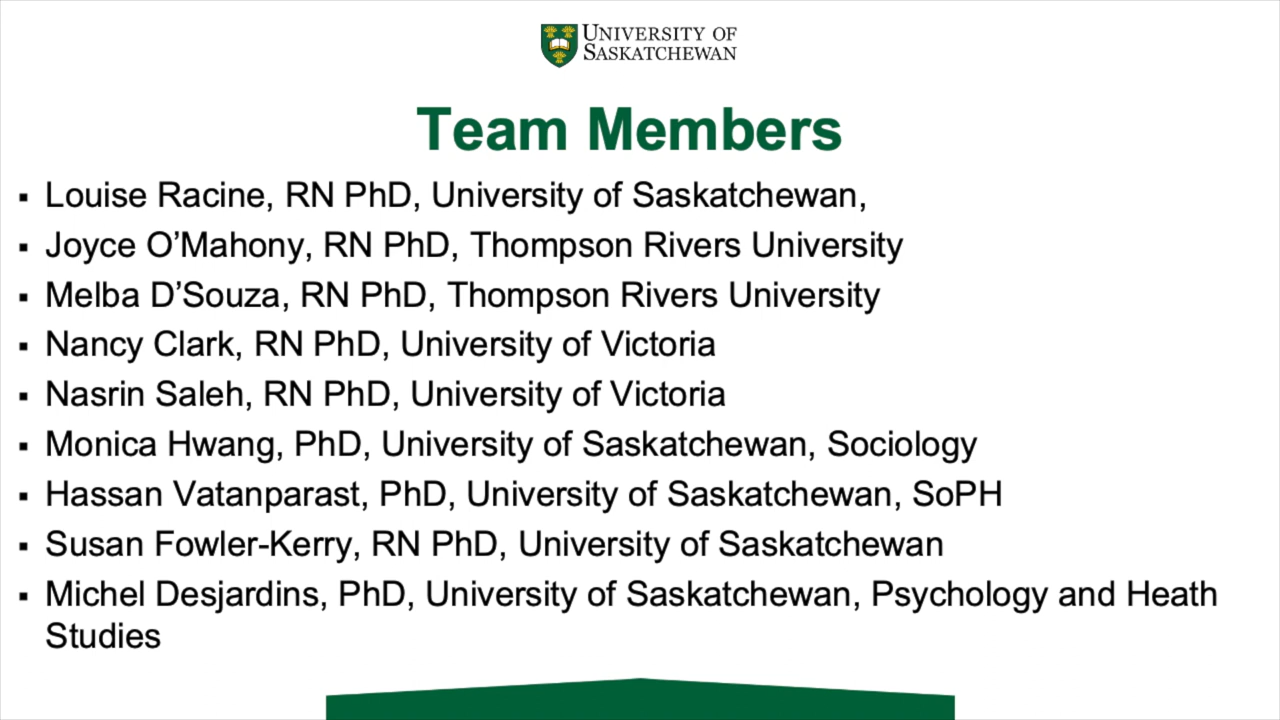 UNIVERSITY OF
SASKATCHEWAN
Team Members
▪ Louise Racine, RN PhD, University of Saskatchewan,
▪ Joyce O’Mahony, RN PhD, Thompson Rivers University
▪ Melba D’Souza, RN PhD, Thompson Rivers University
▪ Nancy Clark, RN PhD, University of Victoria
▪ Nasrin Saleh, RN PhD, University of Victoria
▪ Monica Hwang, PhD, University of Saskatchewan, Sociology
▪ Hassan Vatanparast, PhD, University of Saskatchewan, SoPH
▪ Susan Fowler-Kerry, RN PhD, University of Saskatchewan
▪ Michel Desjardins, PhD, University of Saskatchewan, Psychology and Heath
Studies